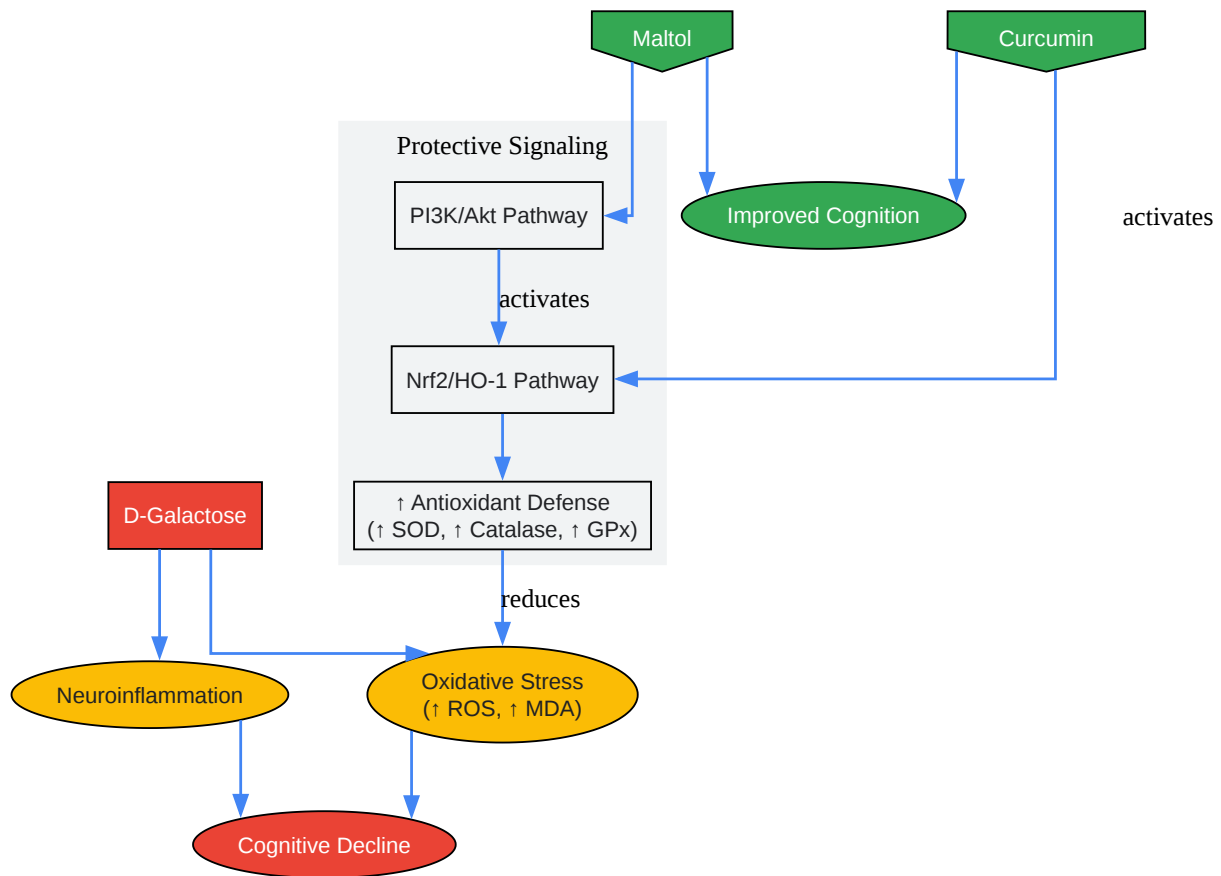 Maltol
Curcumin
Protective Signaling
PI3K/Akt Pathway
Improved Cognition
activates
activates
Nrf2/HO-1 Pathway
D-Galactose
↑ Antioxidant Defense
(↑ SOD, ↑ Catalase, ↑ GPx)
reduces
Neuroinflammation
Oxidative Stress
(↑ ROS, ↑ MDA)
Cognitive Decline